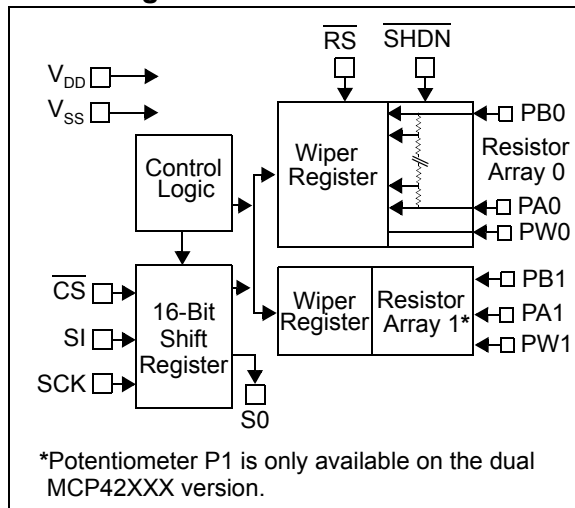 RS SHDN
VDD
VSS
PB0
Resistor
Array 0
PA0
PW0
Wiper
Register
Control
Logic
CS
SI
SCK
16-Bit
Shift
Register
S0
Wiper
Register
Resistor
Array 1*
PB1
PA1
PW1
*Potentiometer P1 is only available on the dual
MCP42XXX version.